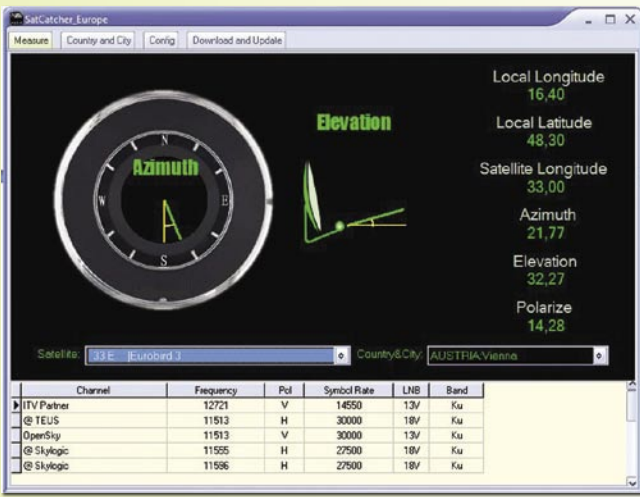 SatCatcher_Europe
Measure Country and City Config Download and Update
N
E
S
W
Azimuth
Elevation
Local Longitude
16,40
Local Latitude
48,30
Satellite Longitude
33,00
Azimuth
21,77
Elevation
32,27
Polarize
14,28
Satellite: 33 E |Eurobird 3 Country&City: AUSTRIA:Vienna
Channel Frequency Pol Symbol Rate LNB Band
ITV Partner 12721 V 14550 13V Ku
@ TEUS 11513 H 30000 18V Ku
OpenSky 11513 V 30000 13V Ku
@ Skylogic 11555 H 27500 18V Ku
@ Skylogic 11596 H 27500 18V Ku